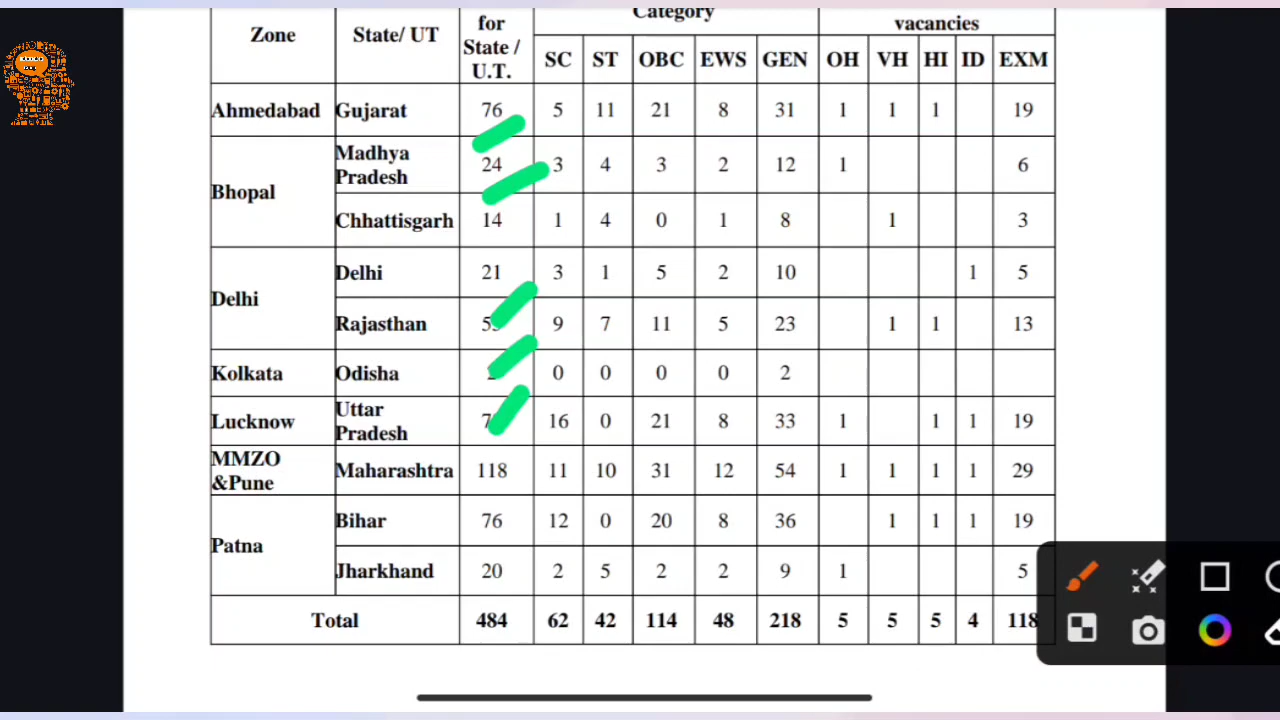 Category
vacancies
Zone State/ UT for State / U.T. SC ST OBC EWS GEN OH VH HI ID EXM
Ahmedabad Gujarat 76 5 11 21 8 31 1 1 1 19
Bhopal Madhya Pradesh 24 3 4 3 2 12 1 6
Chhattisgarh 14 1 4 0 1 8 1 3
Delhi Delhi 21 3 1 5 2 10 1 5
Rajasthan 9 7 11 5 23 1 1 13
Kolkata Odisha 0 0 0 0 2
Lucknow Uttar Pradesh 16 0 21 8 33 1 1 1 19
MMZO &Pune Maharashtra 118 11 10 31 12 54 1 1 1 1 29
Patna Bihar 76 12 0 20 8 36 1 1 1 19
Jharkhand 20 2 5 2 2 9 1 5
Total 484 62 42 114 48 218 5 5 5 4 118